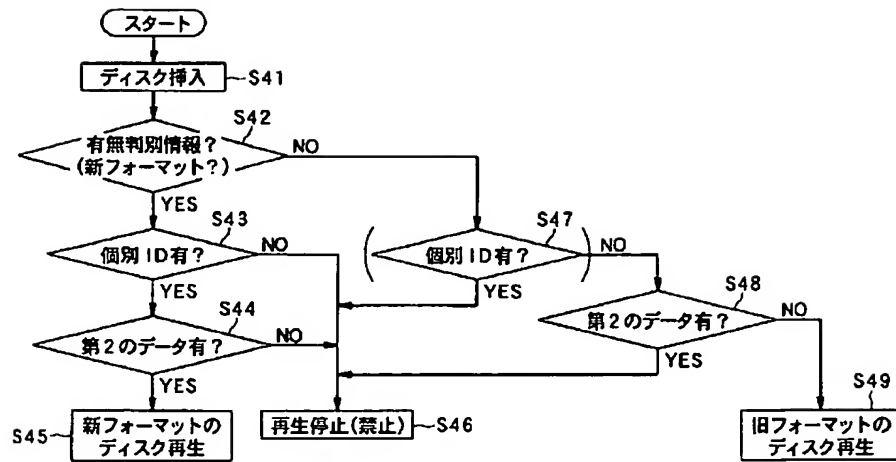 スタート
ディスク挿入
S41
有無判別情報?
(新フォーマット?)
S42
NO
YES
個別ID有?
S43
NO
YES
(個別ID有?)
S47
NO
YES
第2のデータ有?
S44
NO
YES
第2のデータ有?
S48
NO
YES
S45
新フォーマットの
ディスク再生
再生停止(禁止)
S46
旧フォーマットの
ディスク再生
S49